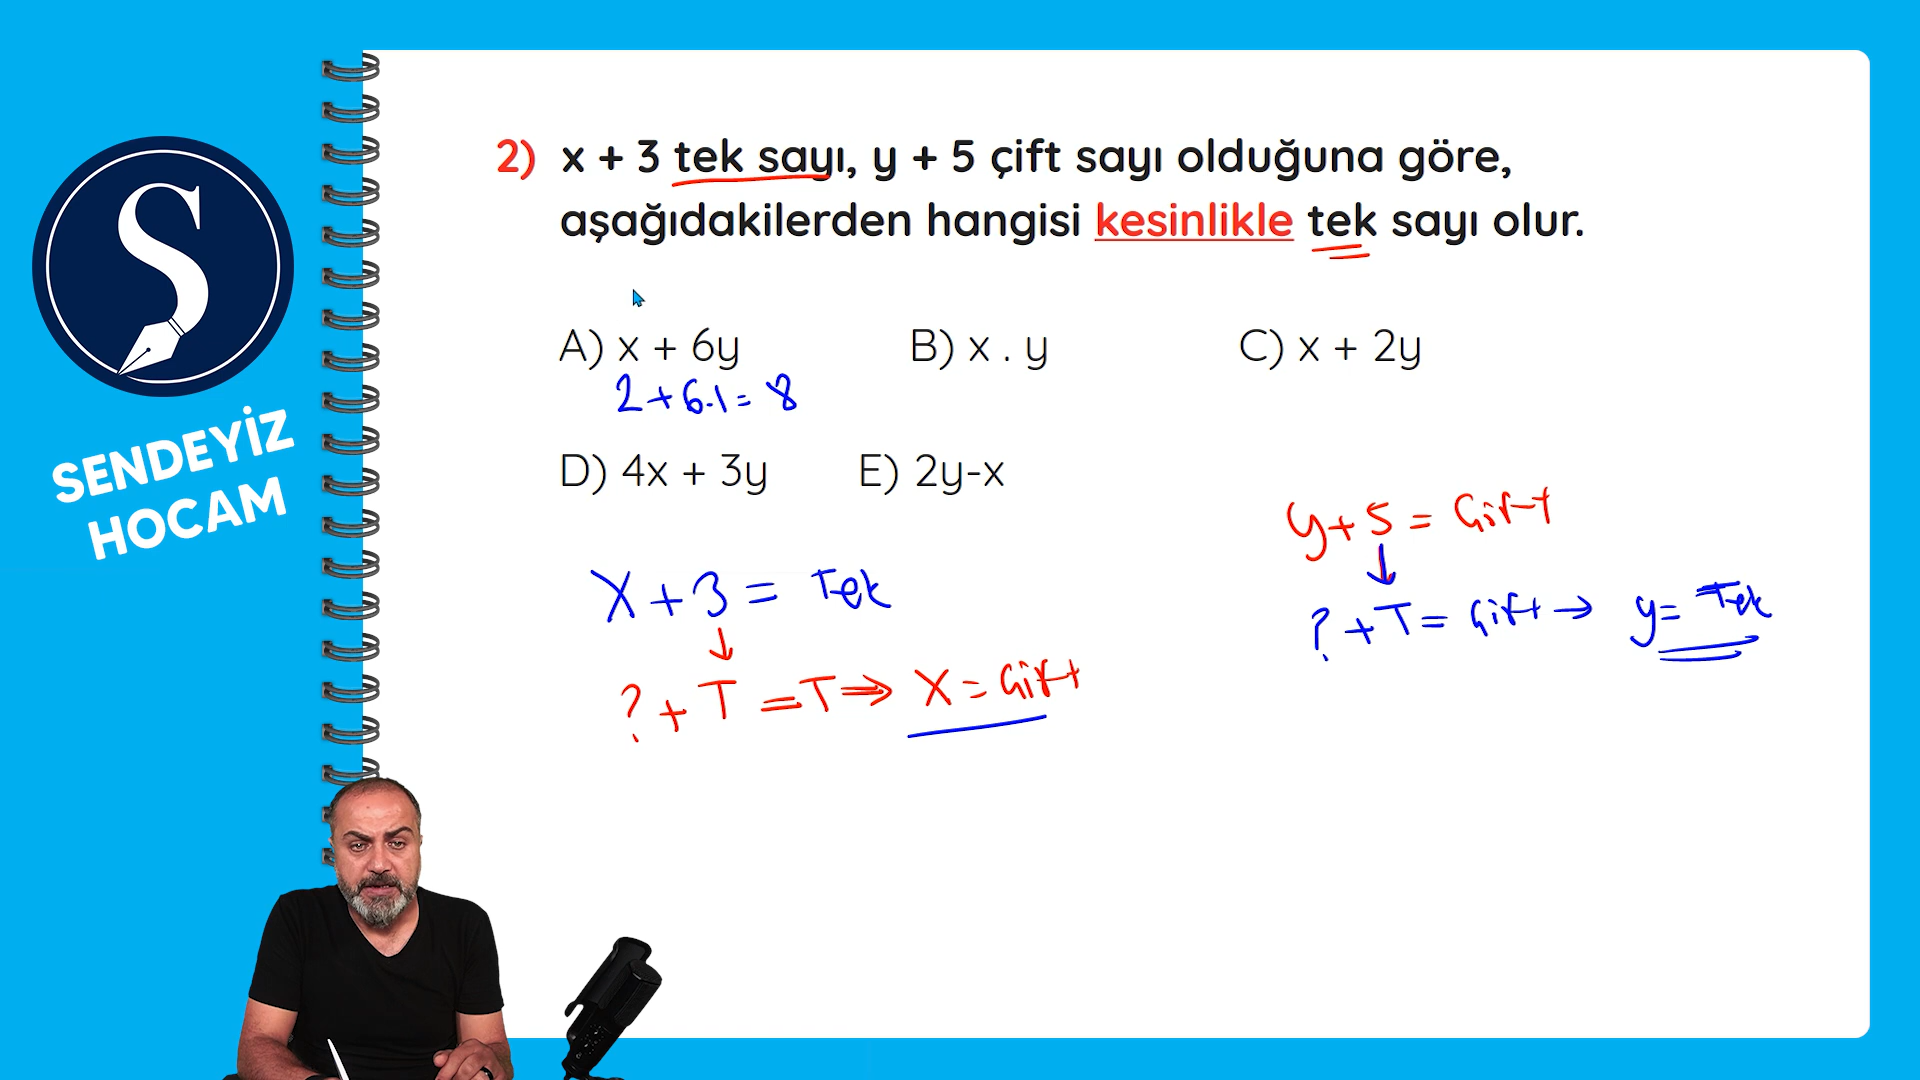 SENDEYİZ
HOCAM
2) x + 3 tek sayı, y + 5 çift sayı olduğuna göre,
aşağıdakilerden hangisi kesinlikle tek sayı olur.
A) x + 6y B) x . y C) x + 2y
2 + 6.1 = 8
D) 4x + 3y E) 2y-x
y + 5 = Çift
x + 3 = Tek
? + T = Çift → y = Tek
? + T = T ⇒ x = Çift